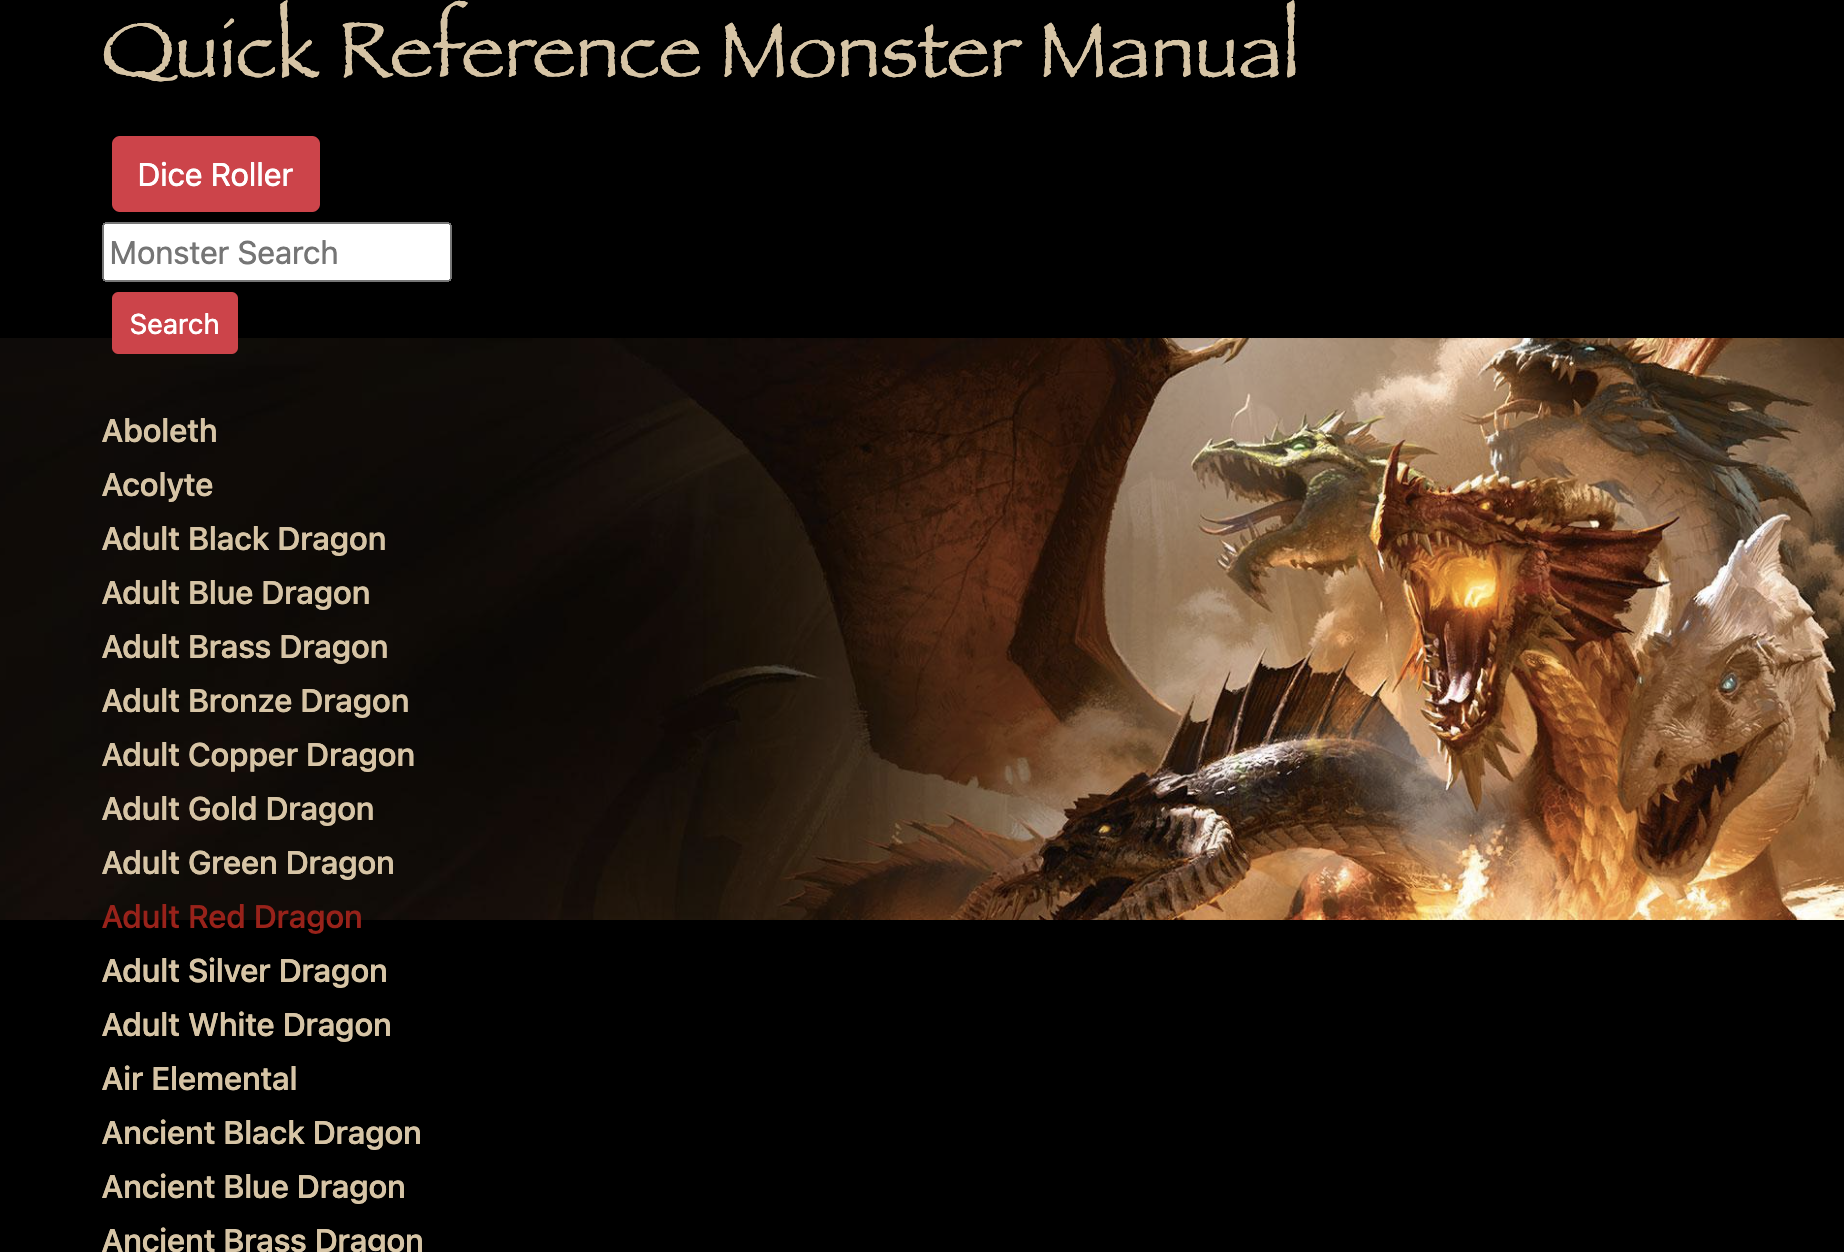 Quick Reference Monster Manual
Dice Roller
Monster Search
Search
Aboleth
Acolyte
Adult Black Dragon
Adult Blue Dragon
Adult Brass Dragon
Adult Bronze Dragon
Adult Copper Dragon
Adult Gold Dragon
Adult Green Dragon
Adult Red Dragon
Adult Silver Dragon
Adult White Dragon
Air Elemental
Ancient Black Dragon
Ancient Blue Dragon
Ancient Brass Dragon